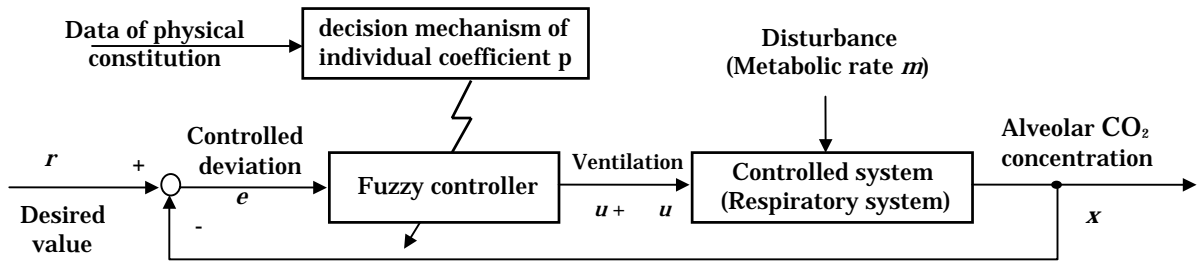 Data of physical
constitution
decision mechanism of
individual coefficient p
Disturbance
(Metabolic rate m)
r
+
Controlled
deviation
e
Desired
value
-
Fuzzy controller
Ventilation
u + u
Controlled system
(Respiratory system)
Alveolar CO₂
concentration
x